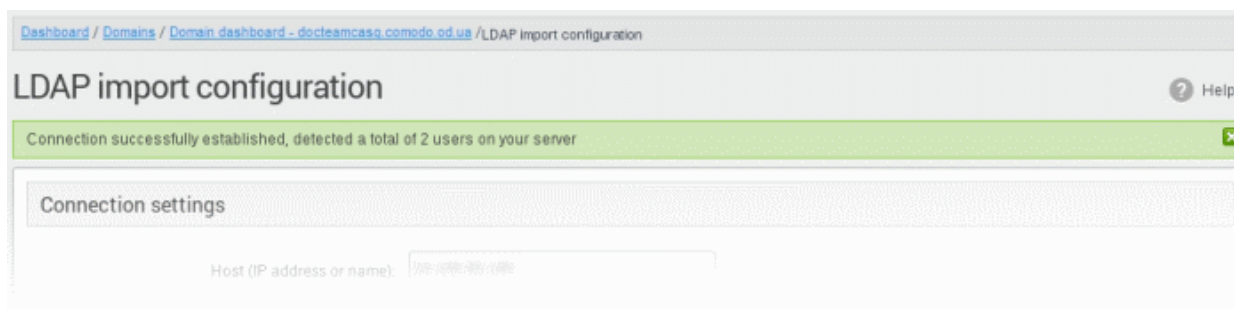 Dashboard / Domains / Domain dashboard - docteamcasg.comodo.od.ua /LDAP import configuration
LDAP import configuration
Help
Connection successfully established, detected a total of 2 users on your server
Connection settings
Host (IP address or name):